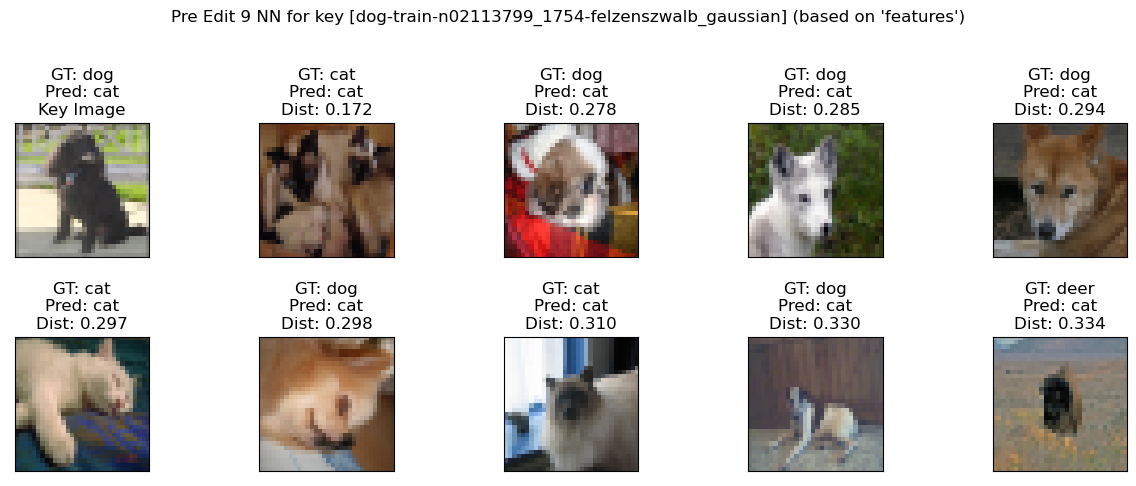 Pre Edit 9 NN for key [dog-train-n02113799_1754-felzenszwalb_gaussian] (based on 'features')
GT: dog
Pred: cat
Key Image
GT: cat
Pred: cat
Dist: 0.172
GT: dog
Pred: cat
Dist: 0.278
GT: dog
Pred: cat
Dist: 0.285
GT: dog
Pred: cat
Dist: 0.294
GT: cat
Pred: cat
Dist: 0.297
GT: dog
Pred: cat
Dist: 0.298
GT: cat
Pred: cat
Dist: 0.310
GT: dog
Pred: cat
Dist: 0.330
GT: deer
Pred: cat
Dist: 0.334